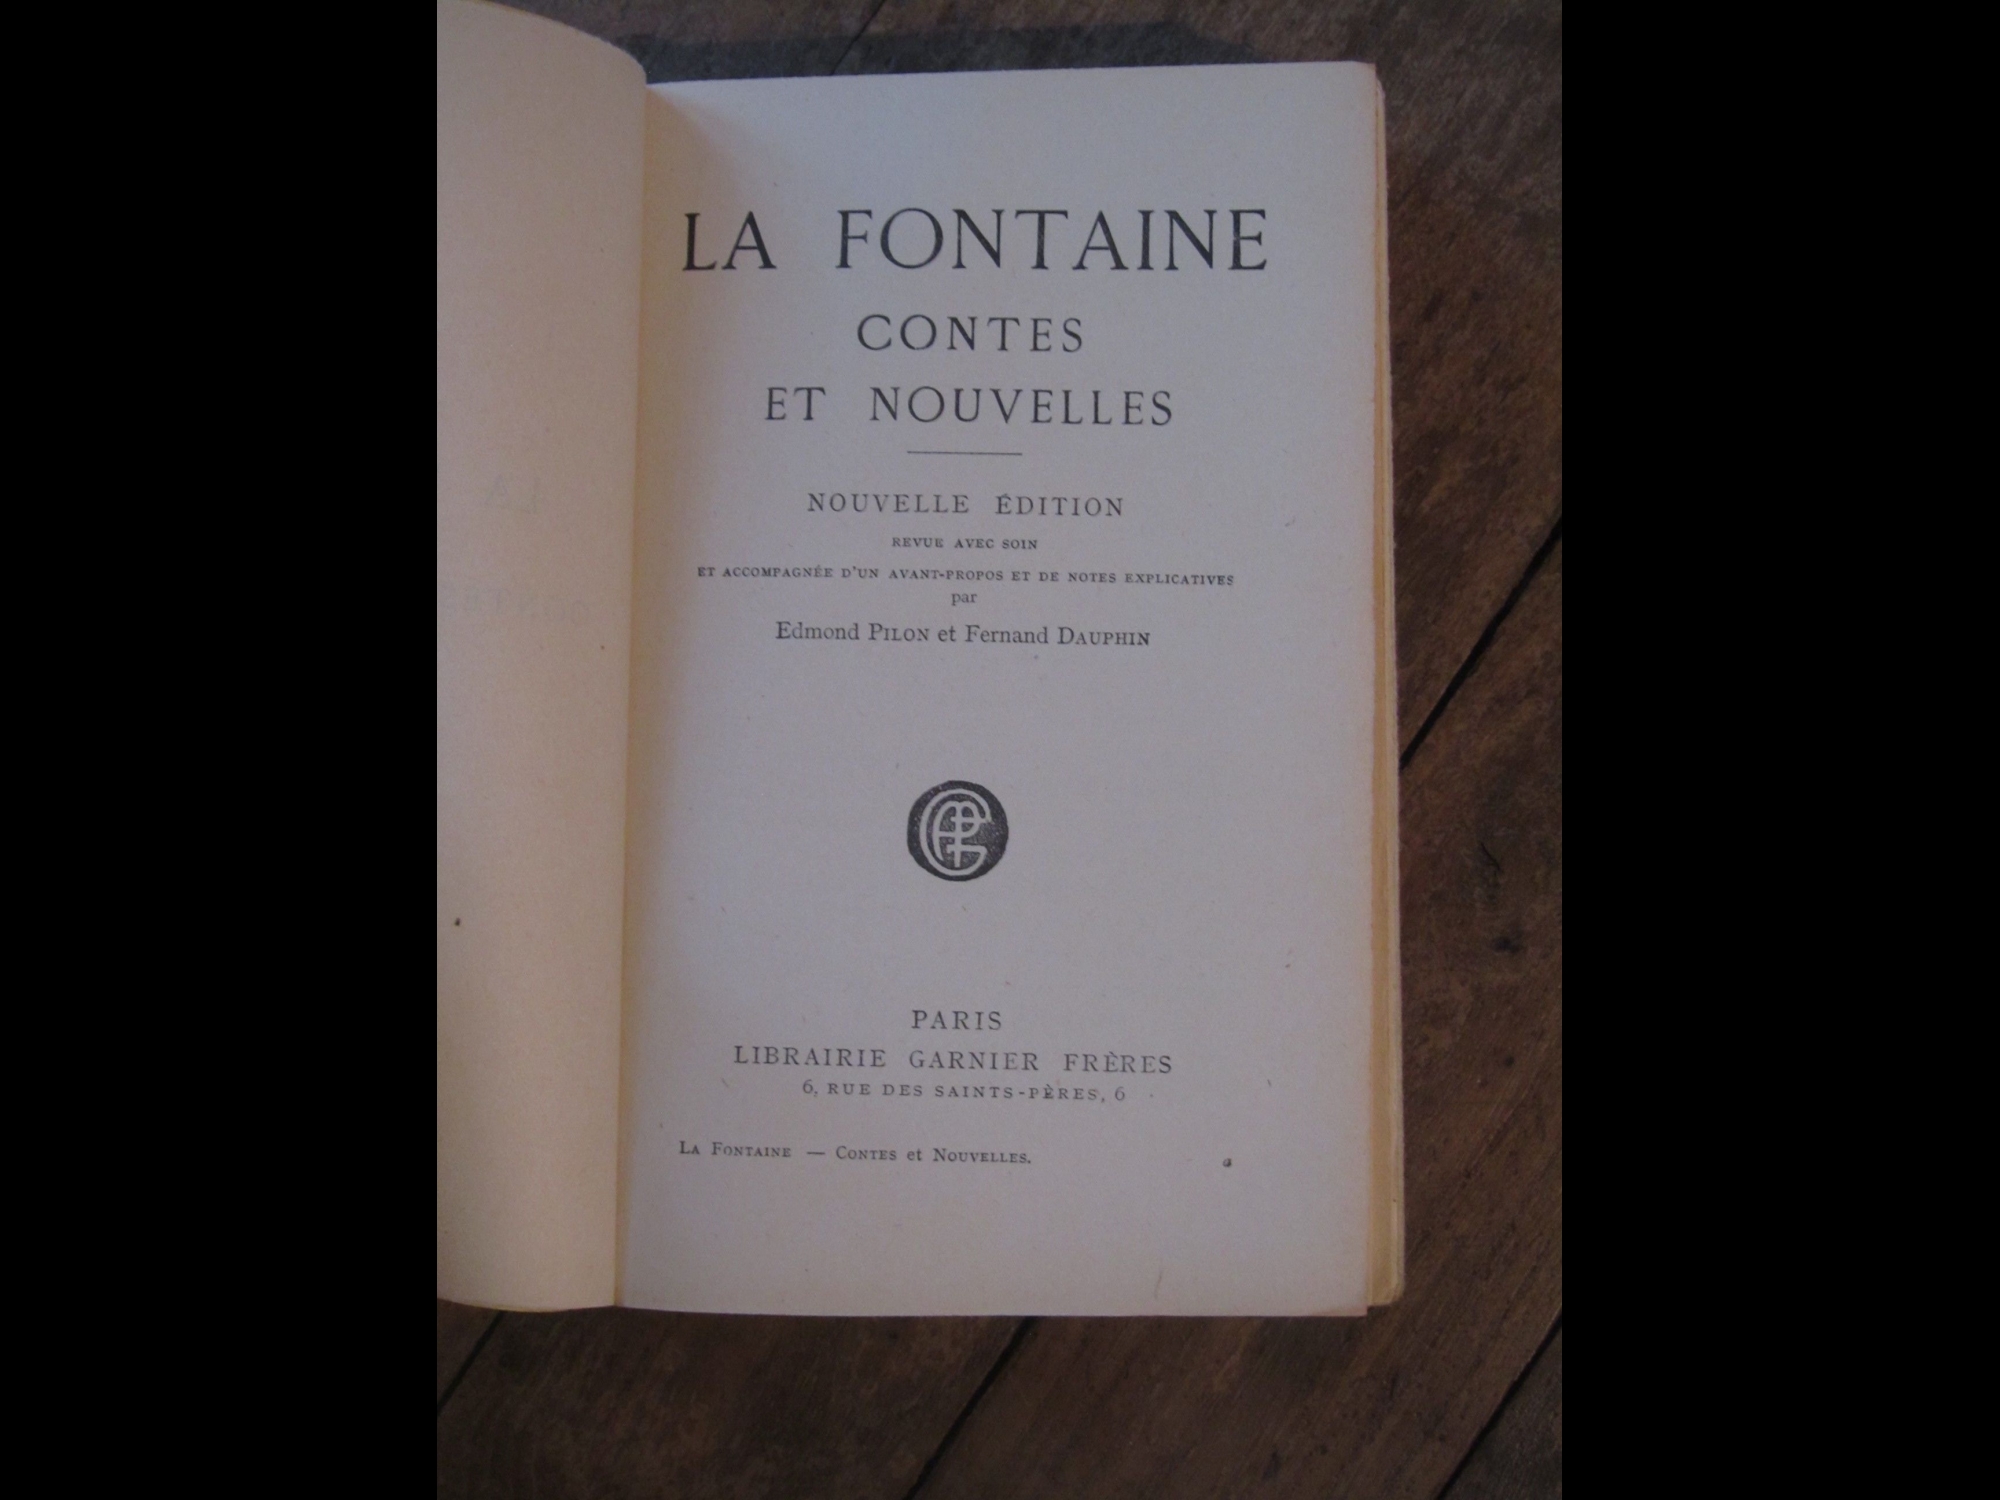 LA FONTAINE
CONTES
ET NOUVELLES
NOUVELLE ÉDITION
REVUE AVEC SOIN
ET ACCOMPAGNÉE D'UN AVANT-PROPOS ET DE NOTES EXPLICATIVES
par
Edmond PILON et Fernand DAUPHIN
PARIS
LIBRAIRIE GARNIER FRÈRES
6, RUE DES SAINTS-PÈRES, 6
LA FONTAINE — CONTES et NOUVELLES. a